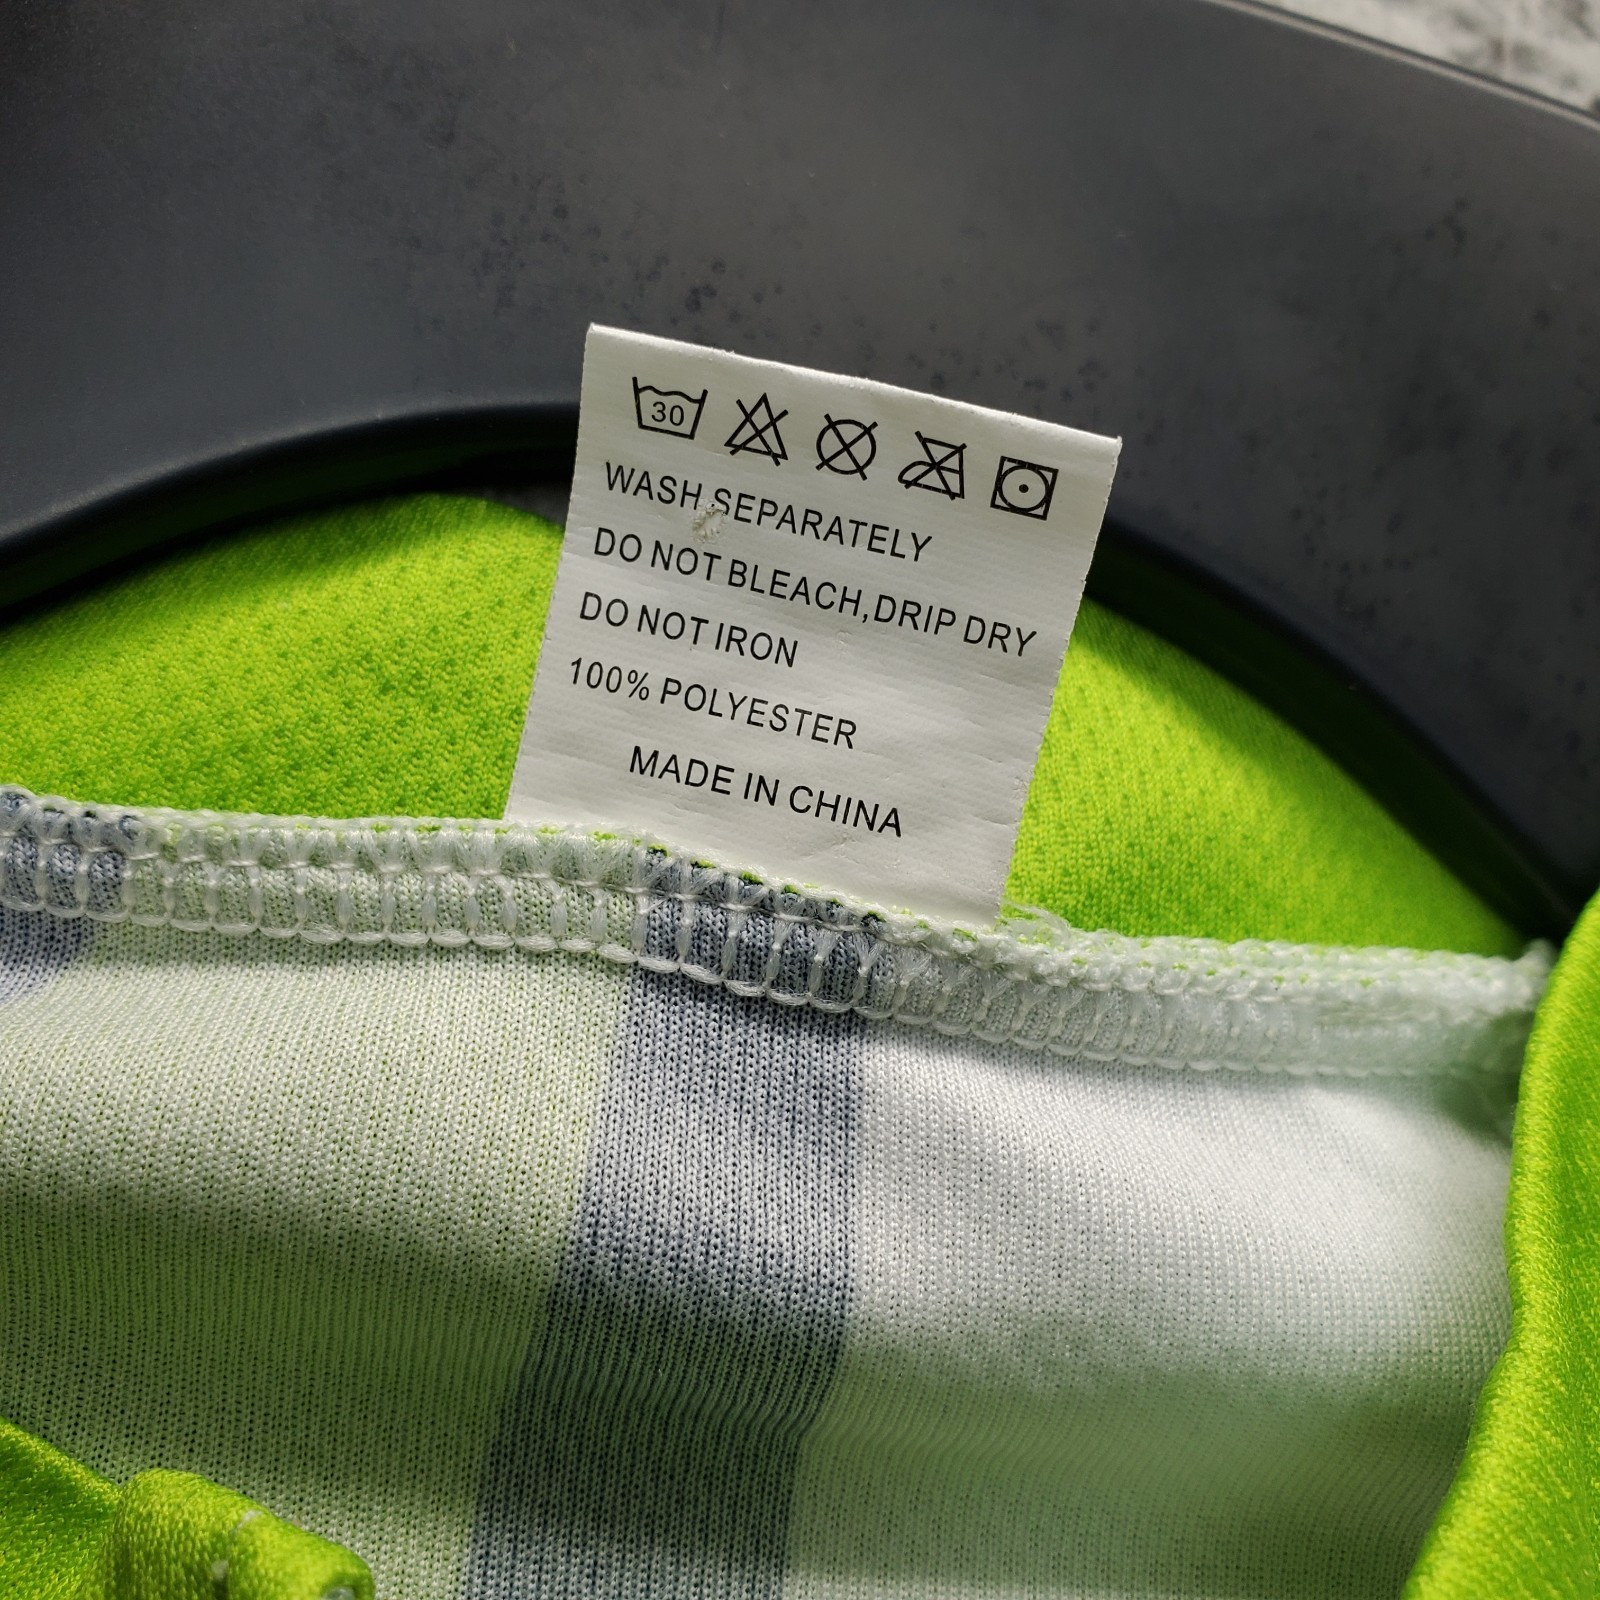 30
WASH SEPARATELY
DO NOT BLEACH,DRIP DRY
DO NOT IRON
100% POLYESTER
MADE IN CHINA